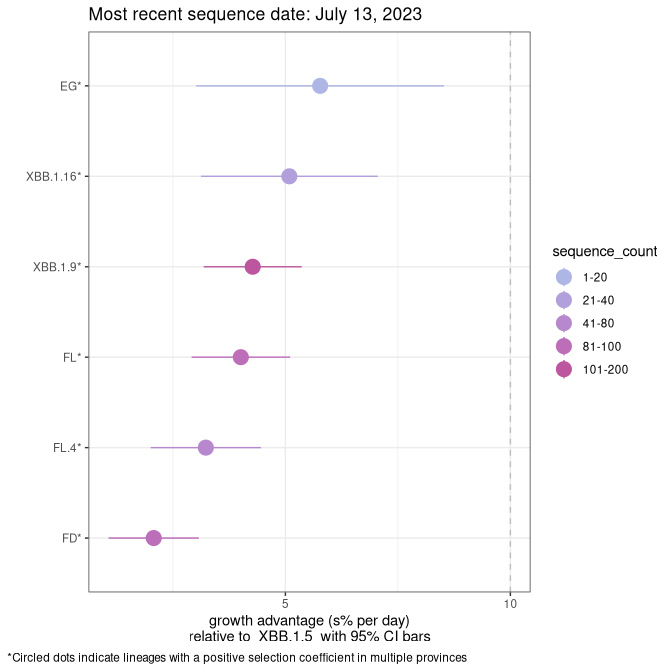 Most recent sequence date: July 13, 2023
EG*
XBB.1.16*
XBB.1.9*
FL*
FL.4*
FD*
5
10
growth advantage (s% per day)
relative to  XBB.1.5  with 95% CI bars
sequence_count
1-20
21-40
41-80
81-100
101-200
*Circled dots indicate lineages with a positive selection coefficient in multiple provinces